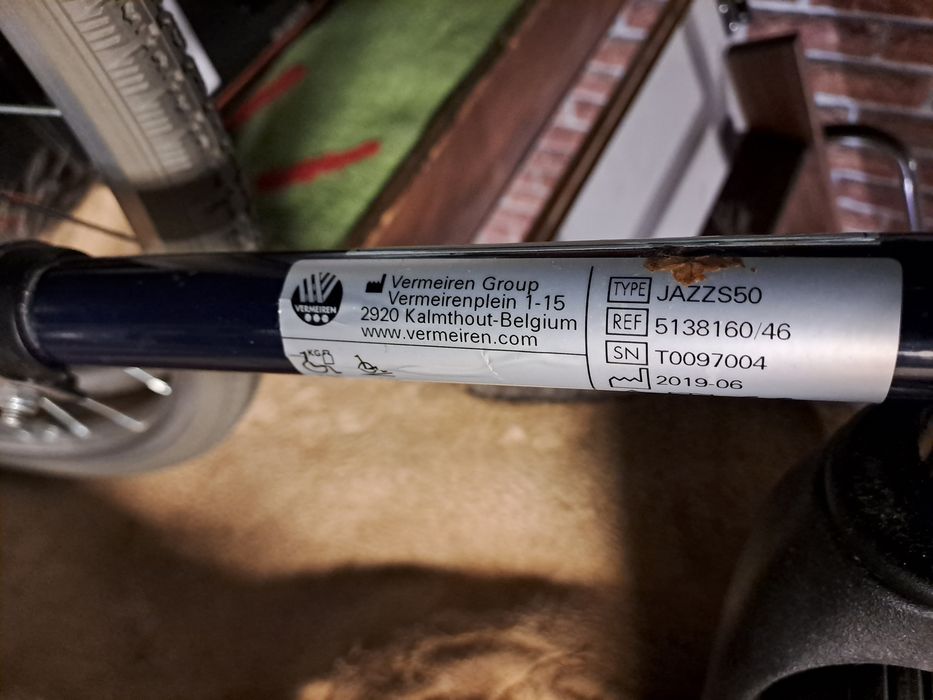 VERMEIREN
Vermeiren Group
Vermeirenplein 1-15
2920 Kalmthout-Belgium
www.vermeiren.com
KG
TYPE JAZZS50
REF 5138160/46
SN T0097004
2019-06